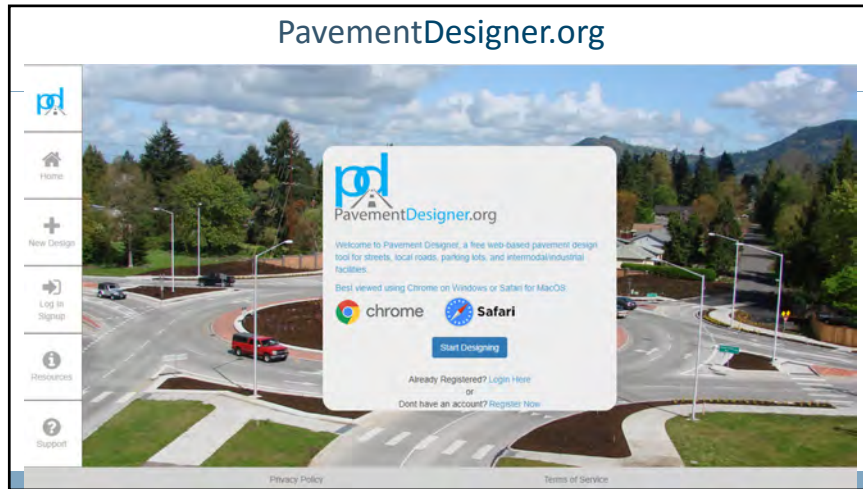 PavementDesigner.org
pd
Home
New Design
Log In
Signup
Resources
Support
pd
PavementDesigner.org
Welcome to Pavement Designer, a free web-based pavement design
tool for streets, local roads, parking lots, and intermodal/industrial
facilities.
Best viewed using Chrome on Windows or Safari for MacOS
chrome
Safari
Start Designing
Already Registered? Login Here
or
Dont have an account? Register Now
Privacy Policy
Terms of Service